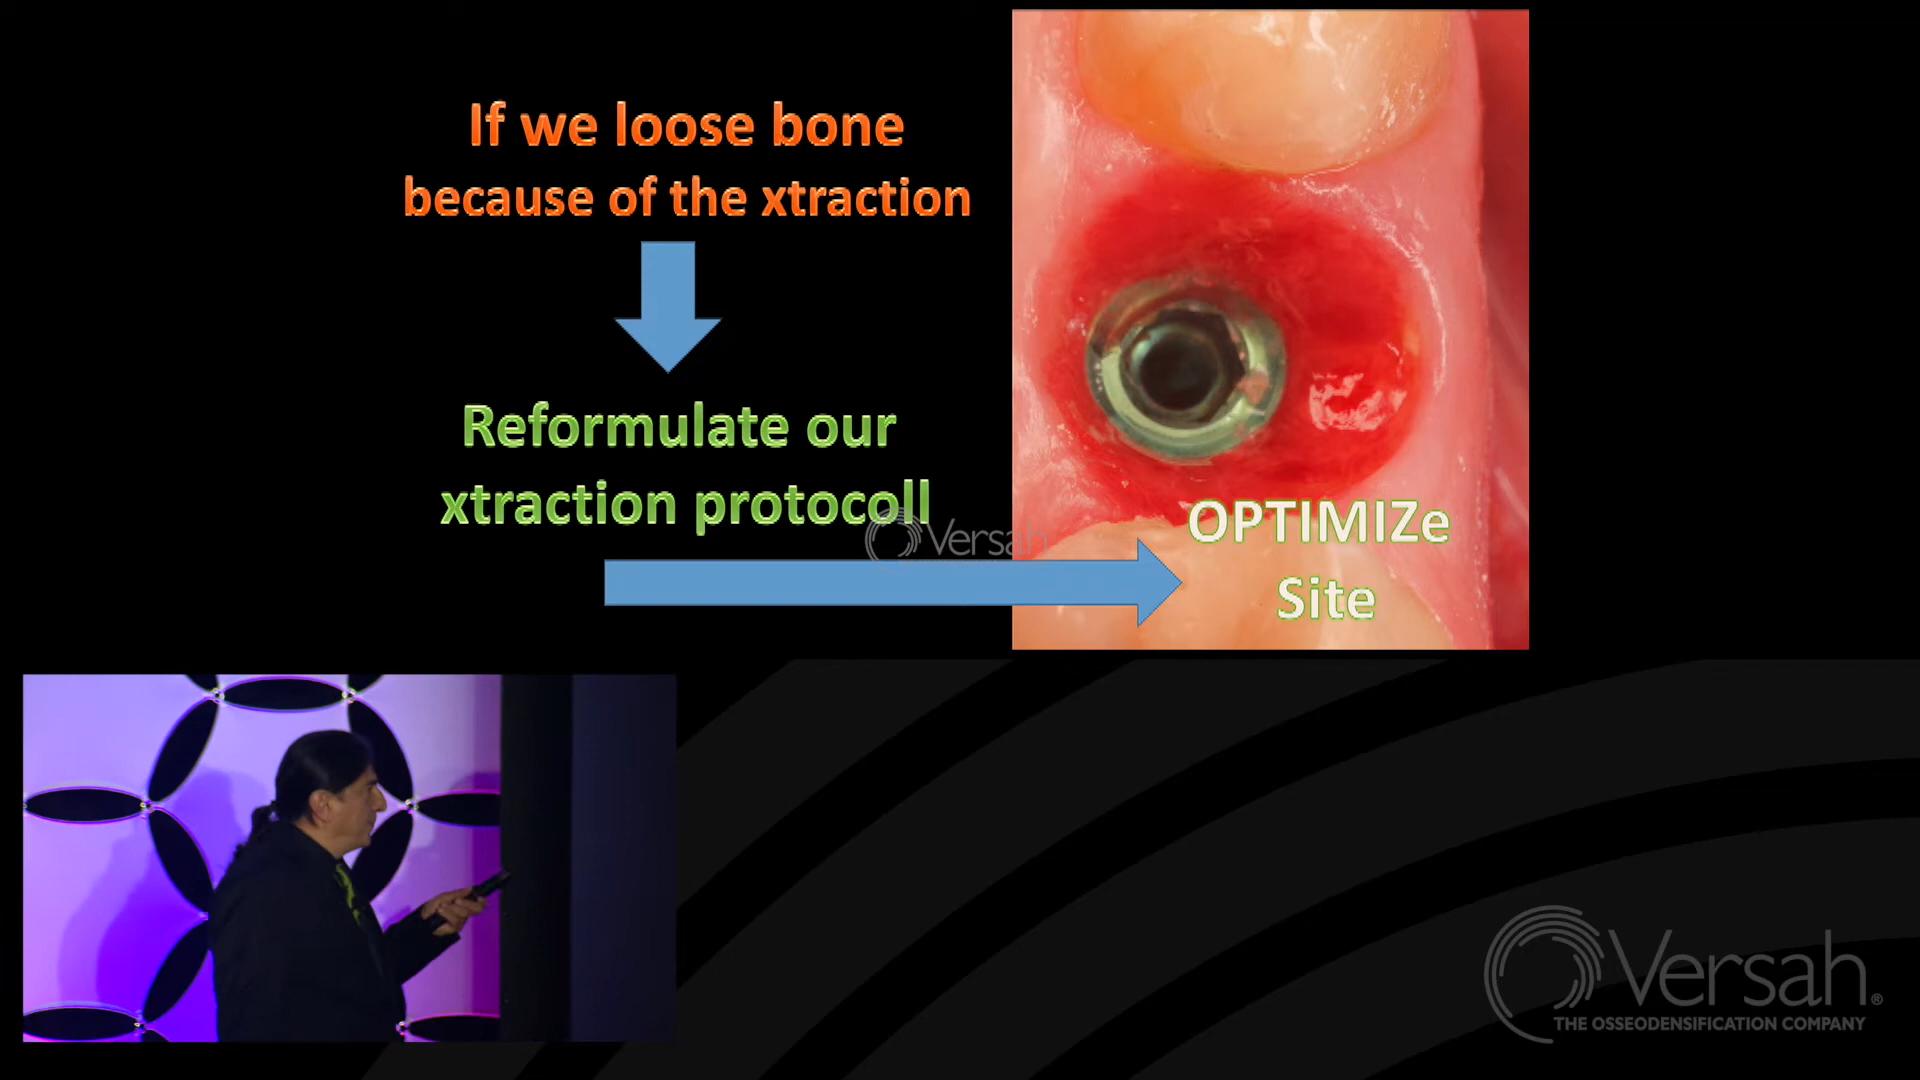 If we loose bone
because of the xtraction
Reformulate our
xtraction protocoll
Versah
OPTIMIZe
Site
Versah®
THE OSSEODENSIFICATION COMPANY